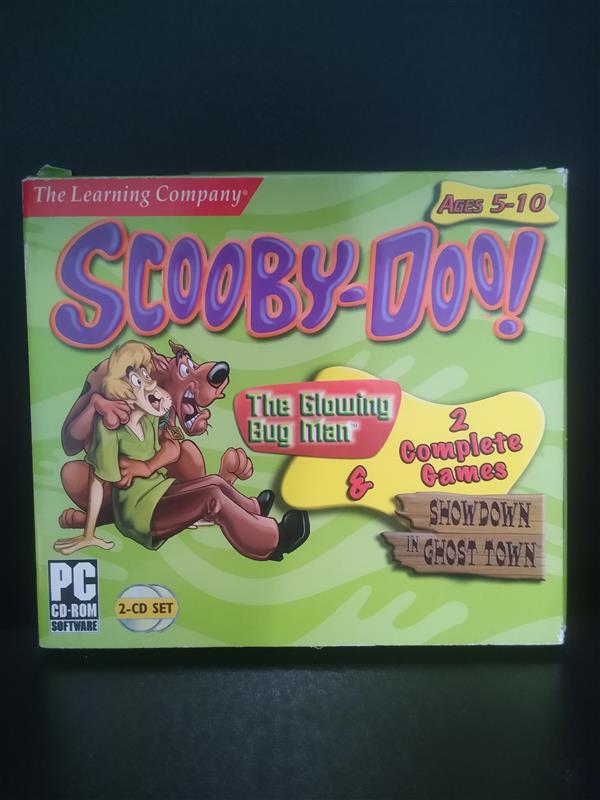 The Learning Company®
AGES 5-10
SCOOBY-DOO!
The Glowing
Bug Man™
&
2
Complete
Games
SHOWDOWN
IN GHOST TOWN
PC
CD-ROM
SOFTWARE
2-CD SET